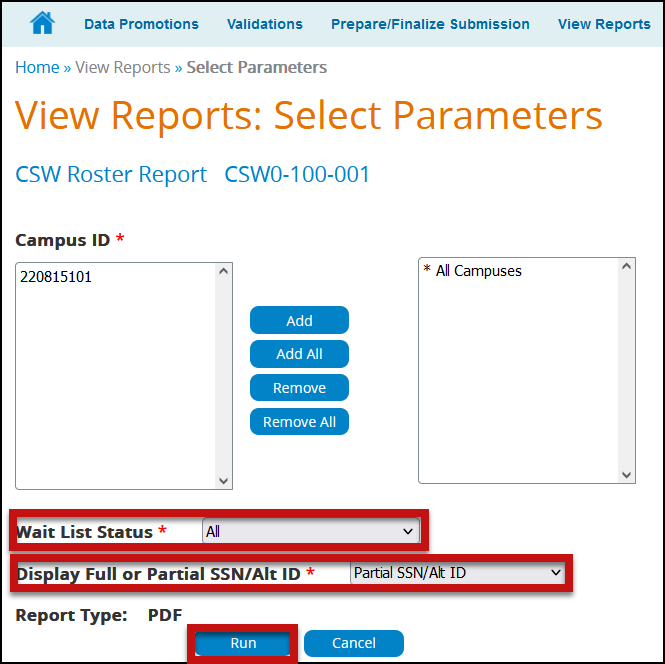 Data Promotions Validations Prepare/Finalize Submission View Reports
Home » View Reports » Select Parameters
View Reports: Select Parameters
CSW Roster Report CSW0-100-001
Campus ID *
220815101
* All Campuses
Add
Add All
Remove
Remove All
Wait List Status * All
Display Full or Partial SSN/Alt ID * Partial SSN/Alt ID
Report Type: PDF
Run Cancel